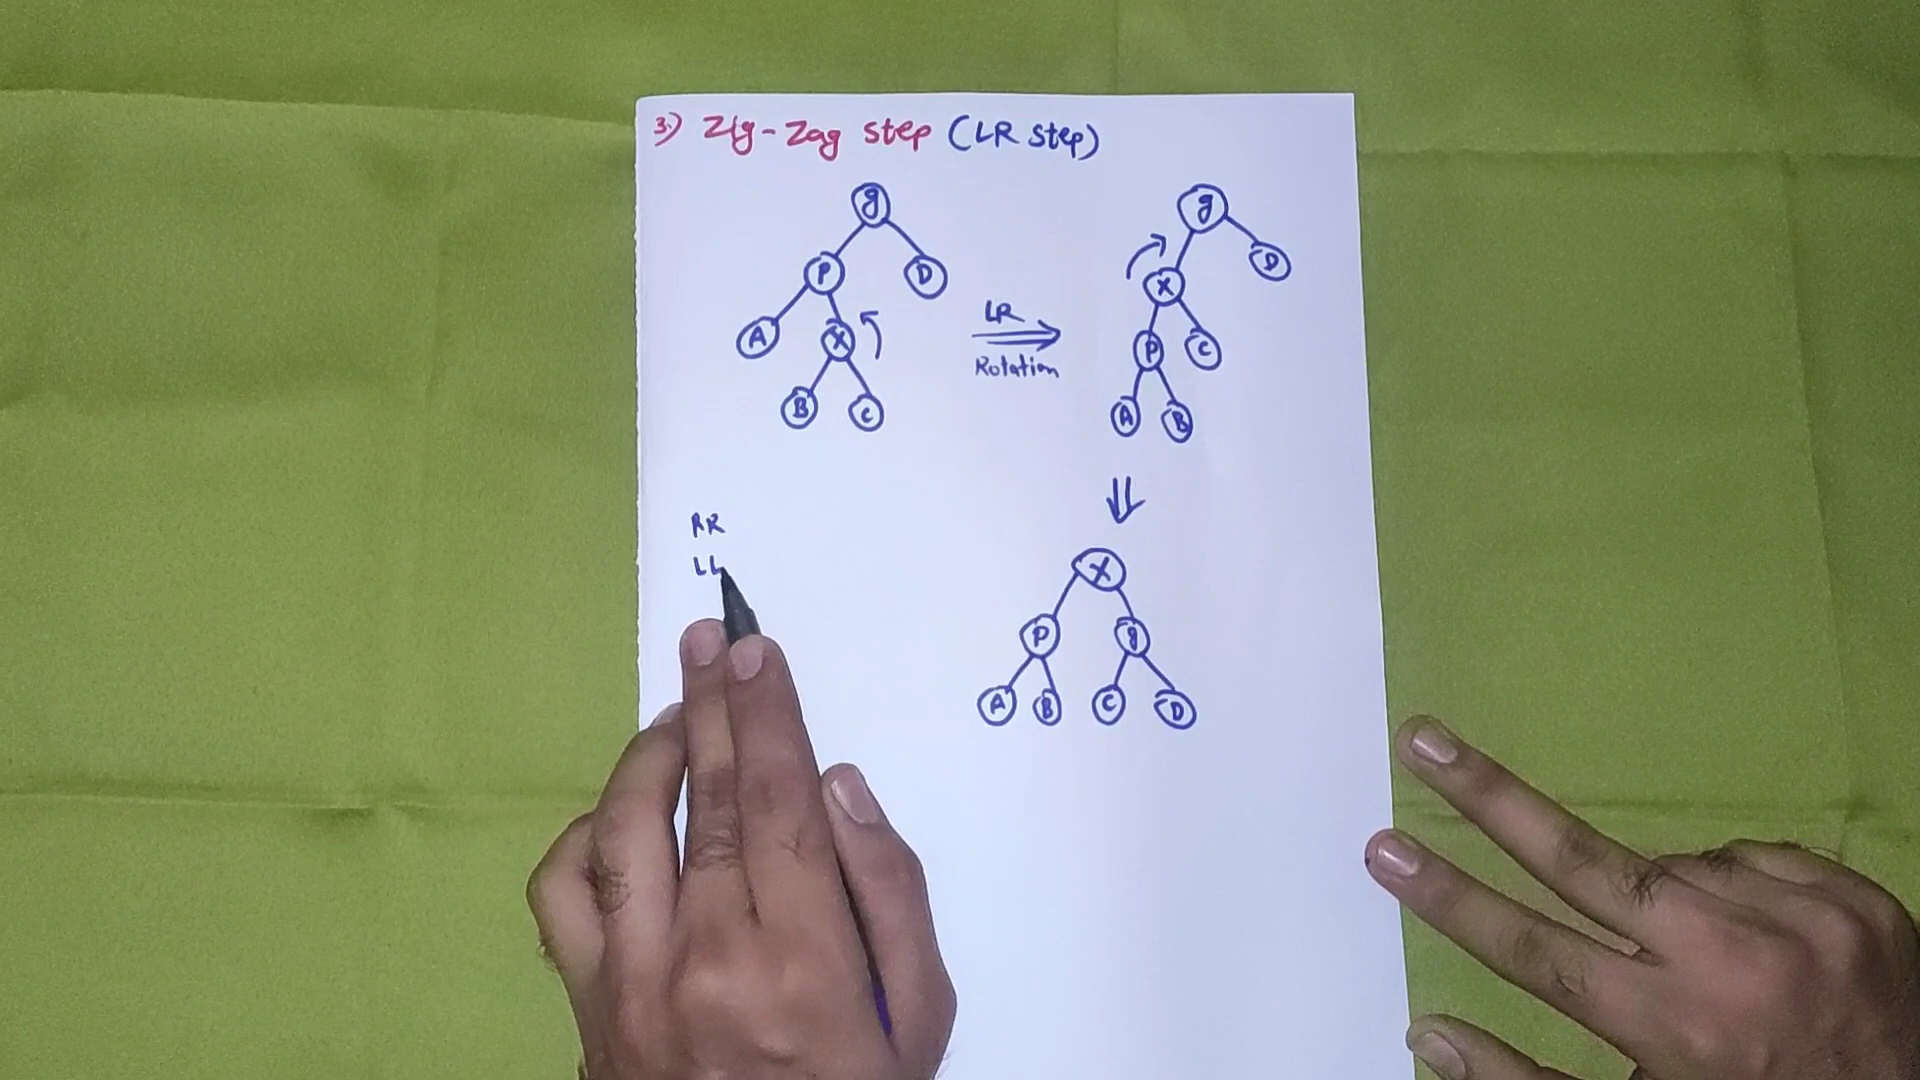 3.) Zig-Zag step (LR step)
g
P D
A X
B C
LR
Rotation
g
D
X
P C
A B
RR
LL
X
P g
A B C D